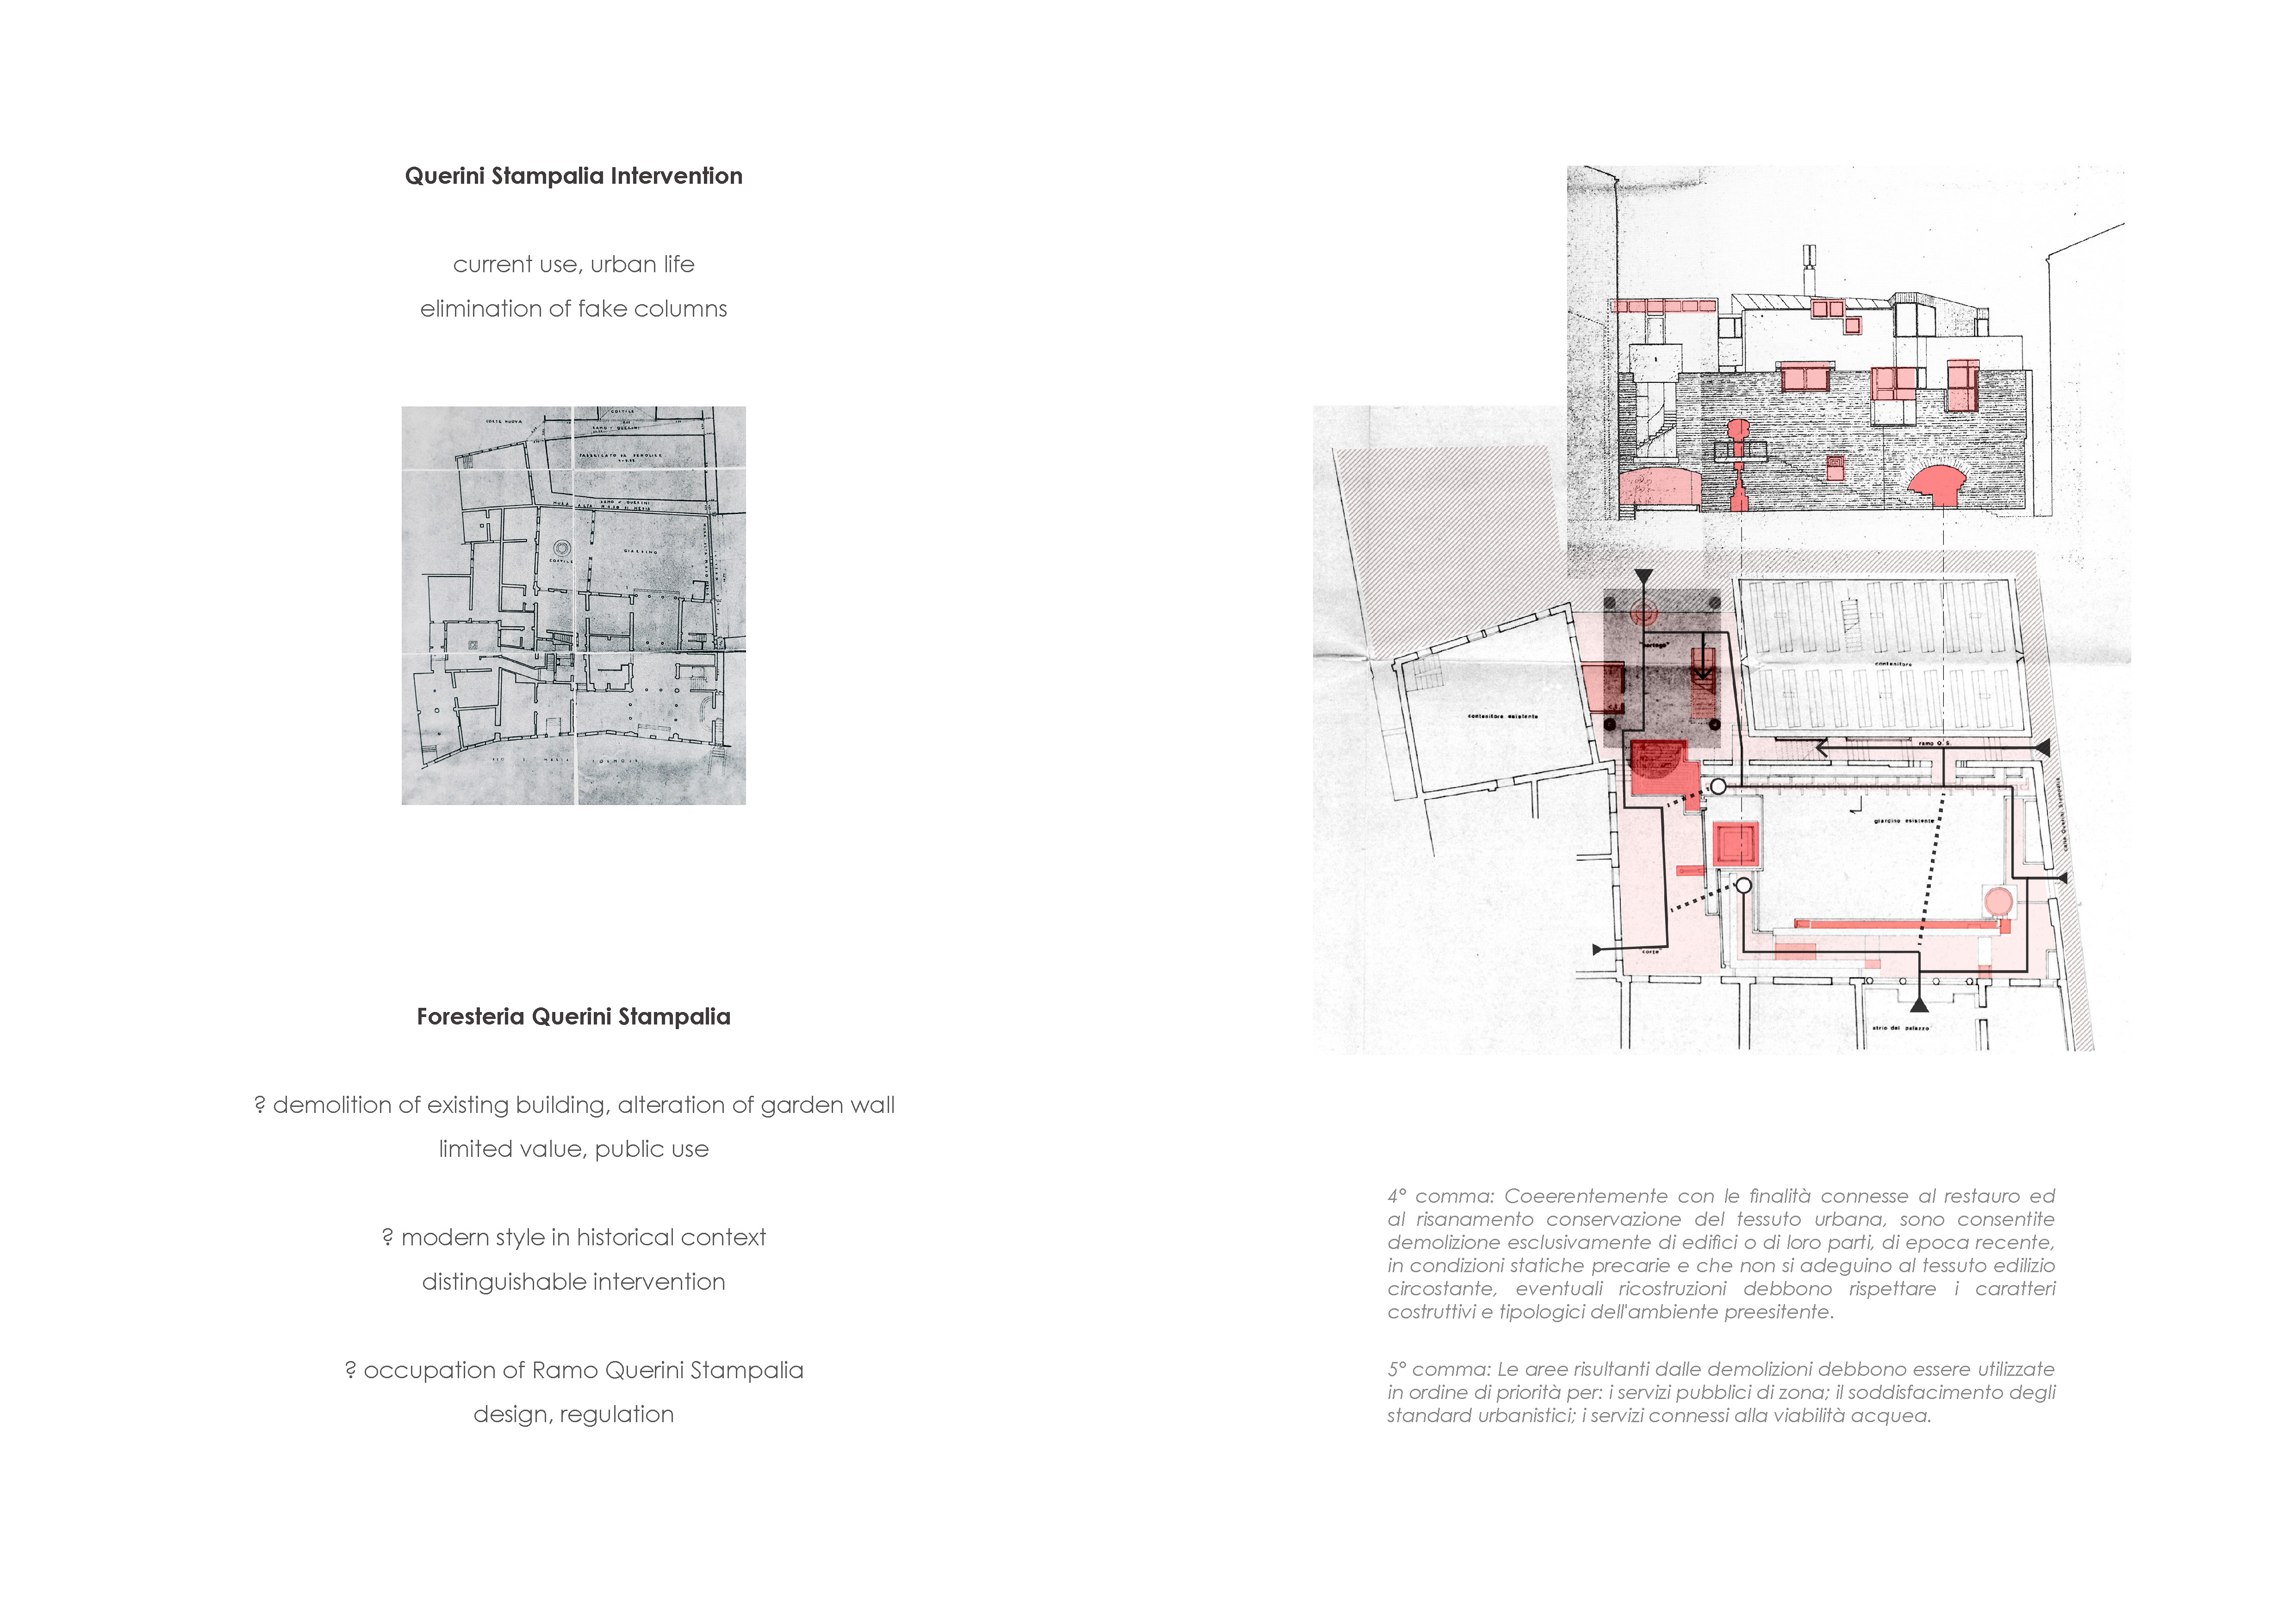 Querini Stampalia Intervention
current use, urban life
elimination of fake columns
CORTE NUOVA
CORTILE
RAMO QUERINI
FABBRICATO DA DEMOLIRE
RAMO QUERINI
GIARDINO
CORTILE
Foresteria Querini Stampalia
? demolition of existing building, alteration of garden wall
limited value, public use
? modern style in historical context
distinguishable intervention
? occupation of Ramo Querini Stampalia
design, regulation
"portego"
contenitore
contenitore esistente
ramo Q. S.
giardino esistente
"corte"
atrio del palazzo
4° comma: Coeerentemente con le finalità connesse al restauro ed
al risanamento conservazione del tessuto urbana, sono consentite
demolizione esclusivamente di edifici o di loro parti, di epoca recente,
in condizioni statiche precarie e che non si adeguino al tessuto edilizio
circostante, eventuali ricostruzioni debbono rispettare i caratteri
costruttivi e tipologici dell'ambiente preesitente.
5° comma: Le aree risultanti dalle demolizioni debbono essere utilizzate
in ordine di priorità per: i servizi pubblici di zona; il soddisfacimento degli
standard urbanistici; i servizi connessi alla viabilità acquea.